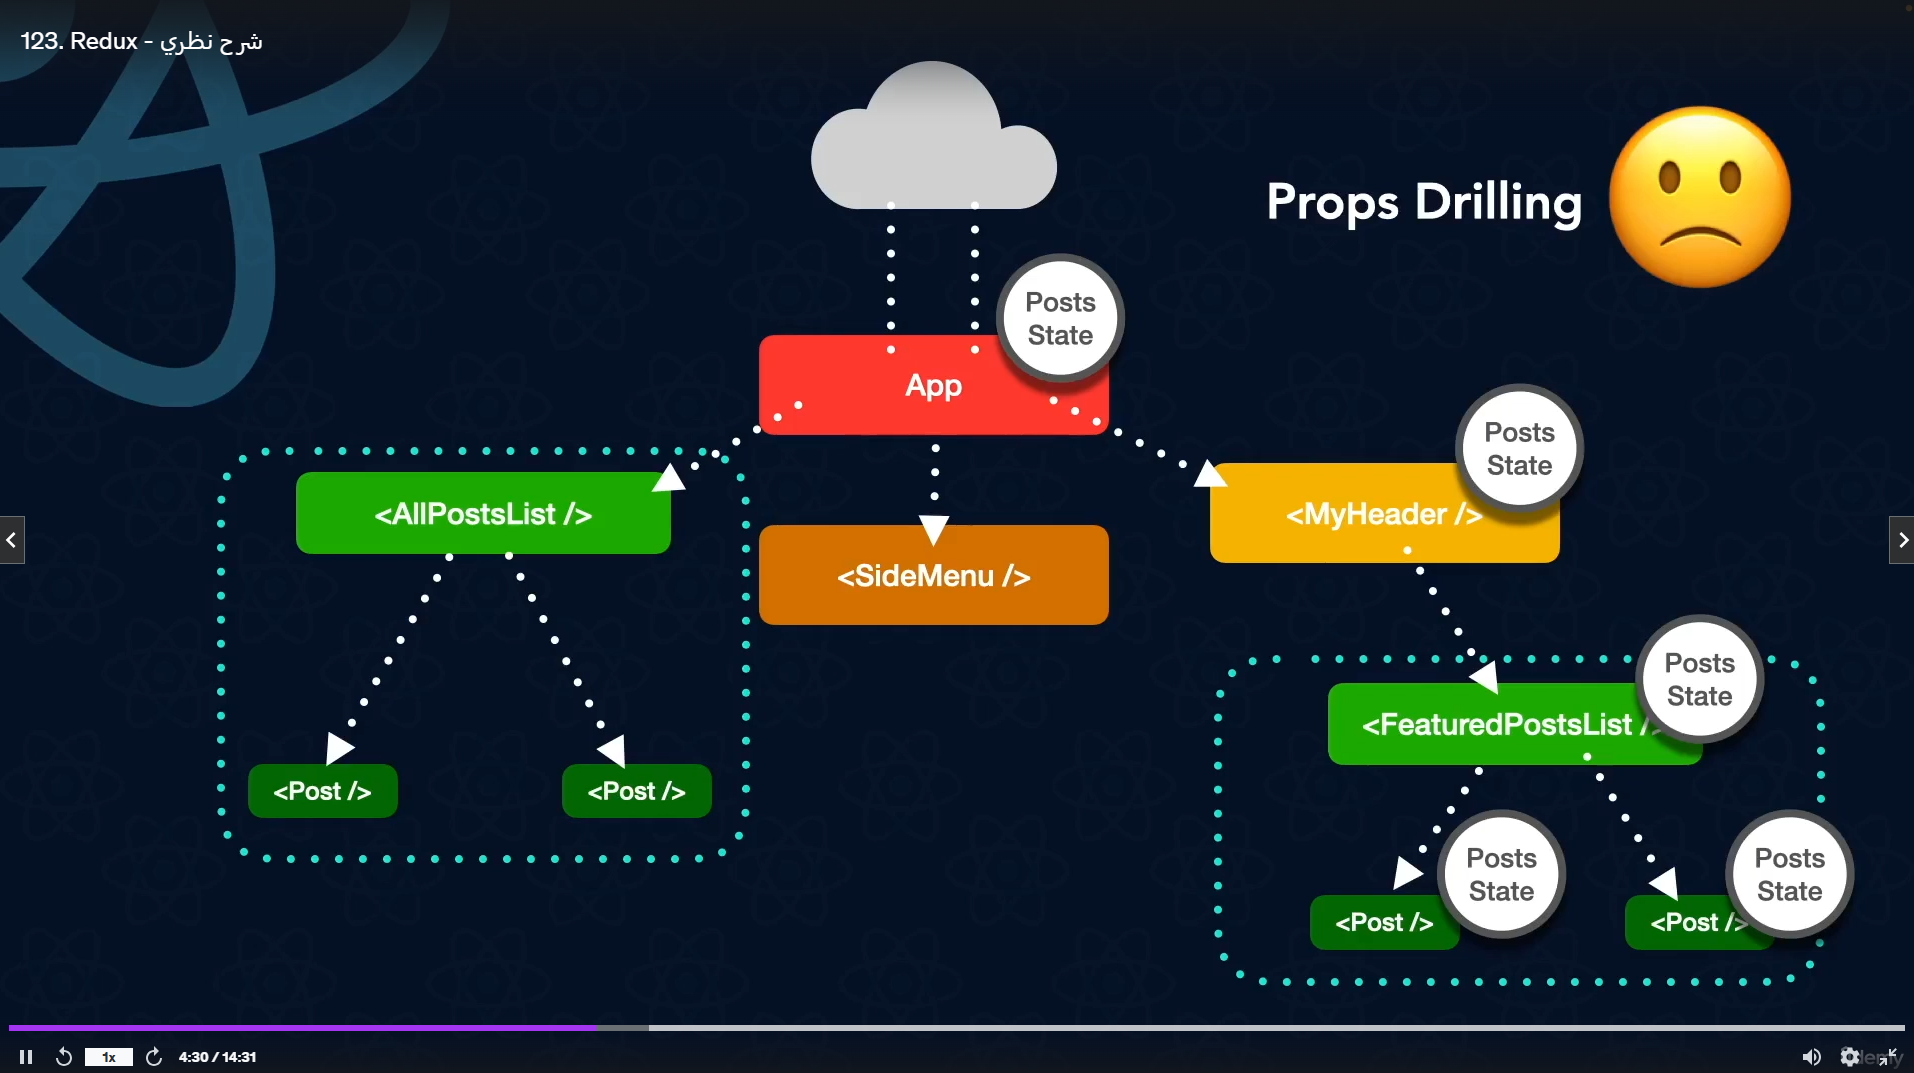 123. Redux - شرح نظري
Props Drilling
Posts
State
App
Posts
State
<AllPostsList />
<MyHeader />
<SideMenu />
Posts
State
<FeaturedPostsList />
<Post />
<Post />
Posts
State
Posts
State
<Post />
<Post />
1x
4:30 / 14:31